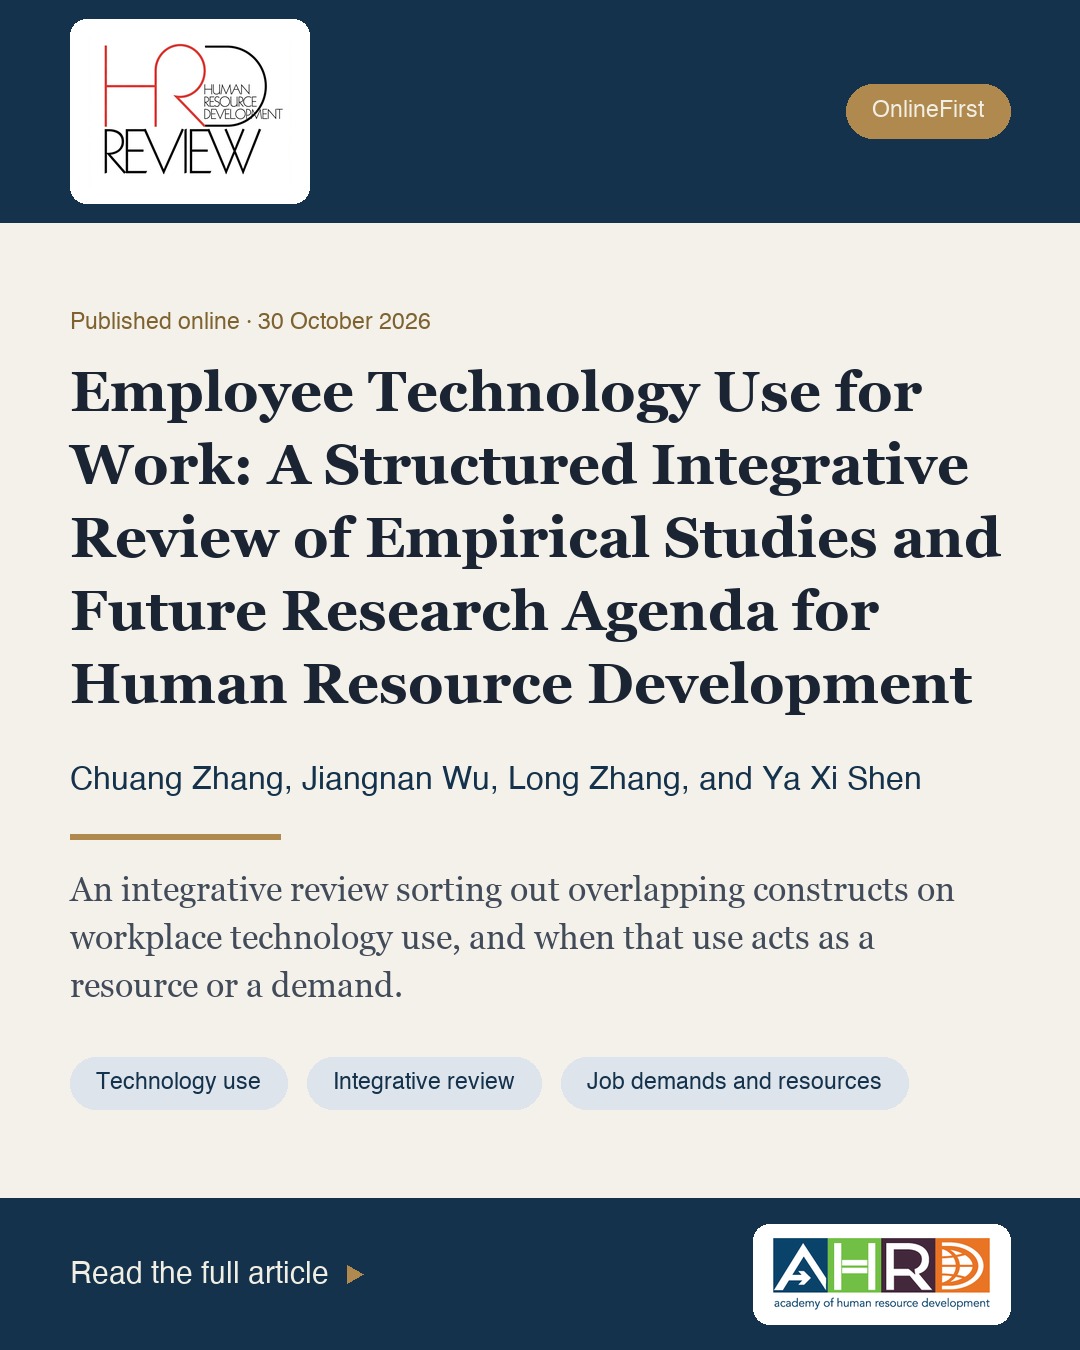 HRD
HUMAN
RESOURCE
DEVELOPMENT
REVIEW
OnlineFirst
Published online · 30 October 2026
Employee Technology Use for
Work: A Structured Integrative
Review of Empirical Studies and
Future Research Agenda for
Human Resource Development
Chuang Zhang, Jiangnan Wu, Long Zhang, and Ya Xi Shen
An integrative review sorting out overlapping constructs on
workplace technology use, and when that use acts as a
resource or a demand.
Technology use
Integrative review
Job demands and resources
Read the full article
AHRD
academy of human resource development